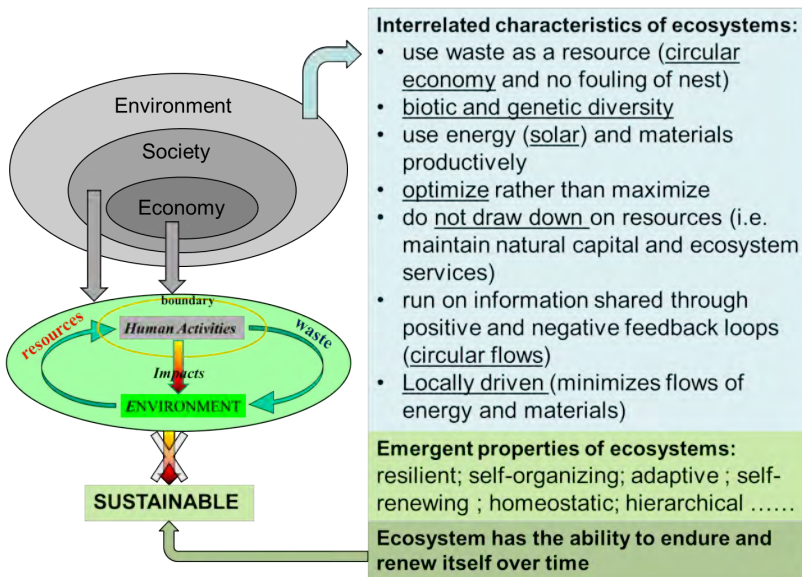 Environment
Society
Economy
boundary
resources
Human Activities
waste
Impacts
ENVIRONMENT
SUSTAINABLE
Interrelated characteristics of ecosystems:
• use waste as a resource (circular
economy and no fouling of nest)
• biotic and genetic diversity
• use energy (solar) and materials
productively
• optimize rather than maximize
• do not draw down on resources (i.e.
maintain natural capital and ecosystem
services)
• run on information shared through
positive and negative feedback loops
(circular flows)
• Locally driven (minimizes flows of
energy and materials)
Emergent properties of ecosystems:
resilient; self-organizing; adaptive ; self-
renewing ; homeostatic; hierarchical ......
Ecosystem has the ability to endure and
renew itself over time